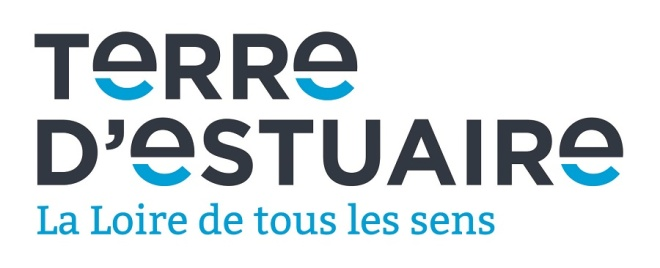 TeRRe
D'eSTUAIRe
La Loire de tous les sens